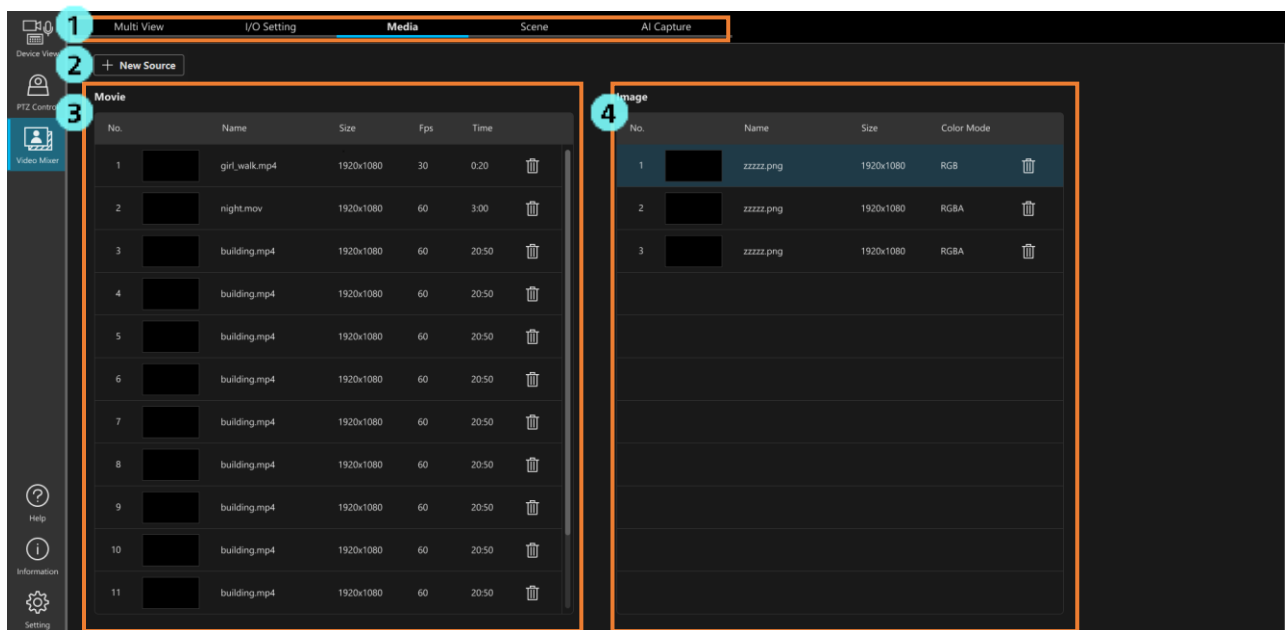 1
Multi View I/O Setting Media Scene AI Capture
Device View
2
+ New Source
PTZ Control
3
Movie
4
Image
No. Name Size Fps Time
No. Name Size Color Mode
Video Mixer
1 girl_walk.mp4 1920x1080 30 0:20
1 zzzzz.png 1920x1080 RGB
2 night.mov 1920x1080 60 3:00
2 zzzzz.png 1920x1080 RGBA
3 building.mp4 1920x1080 60 20:50
3 zzzzz.png 1920x1080 RGBA
4 building.mp4 1920x1080 60 20:50
5 building.mp4 1920x1080 60 20:50
6 building.mp4 1920x1080 60 20:50
7 building.mp4 1920x1080 60 20:50
8 building.mp4 1920x1080 60 20:50
9 building.mp4 1920x1080 60 20:50
10 building.mp4 1920x1080 60 20:50
11 building.mp4 1920x1080 60 20:50
Help
Information
Setting